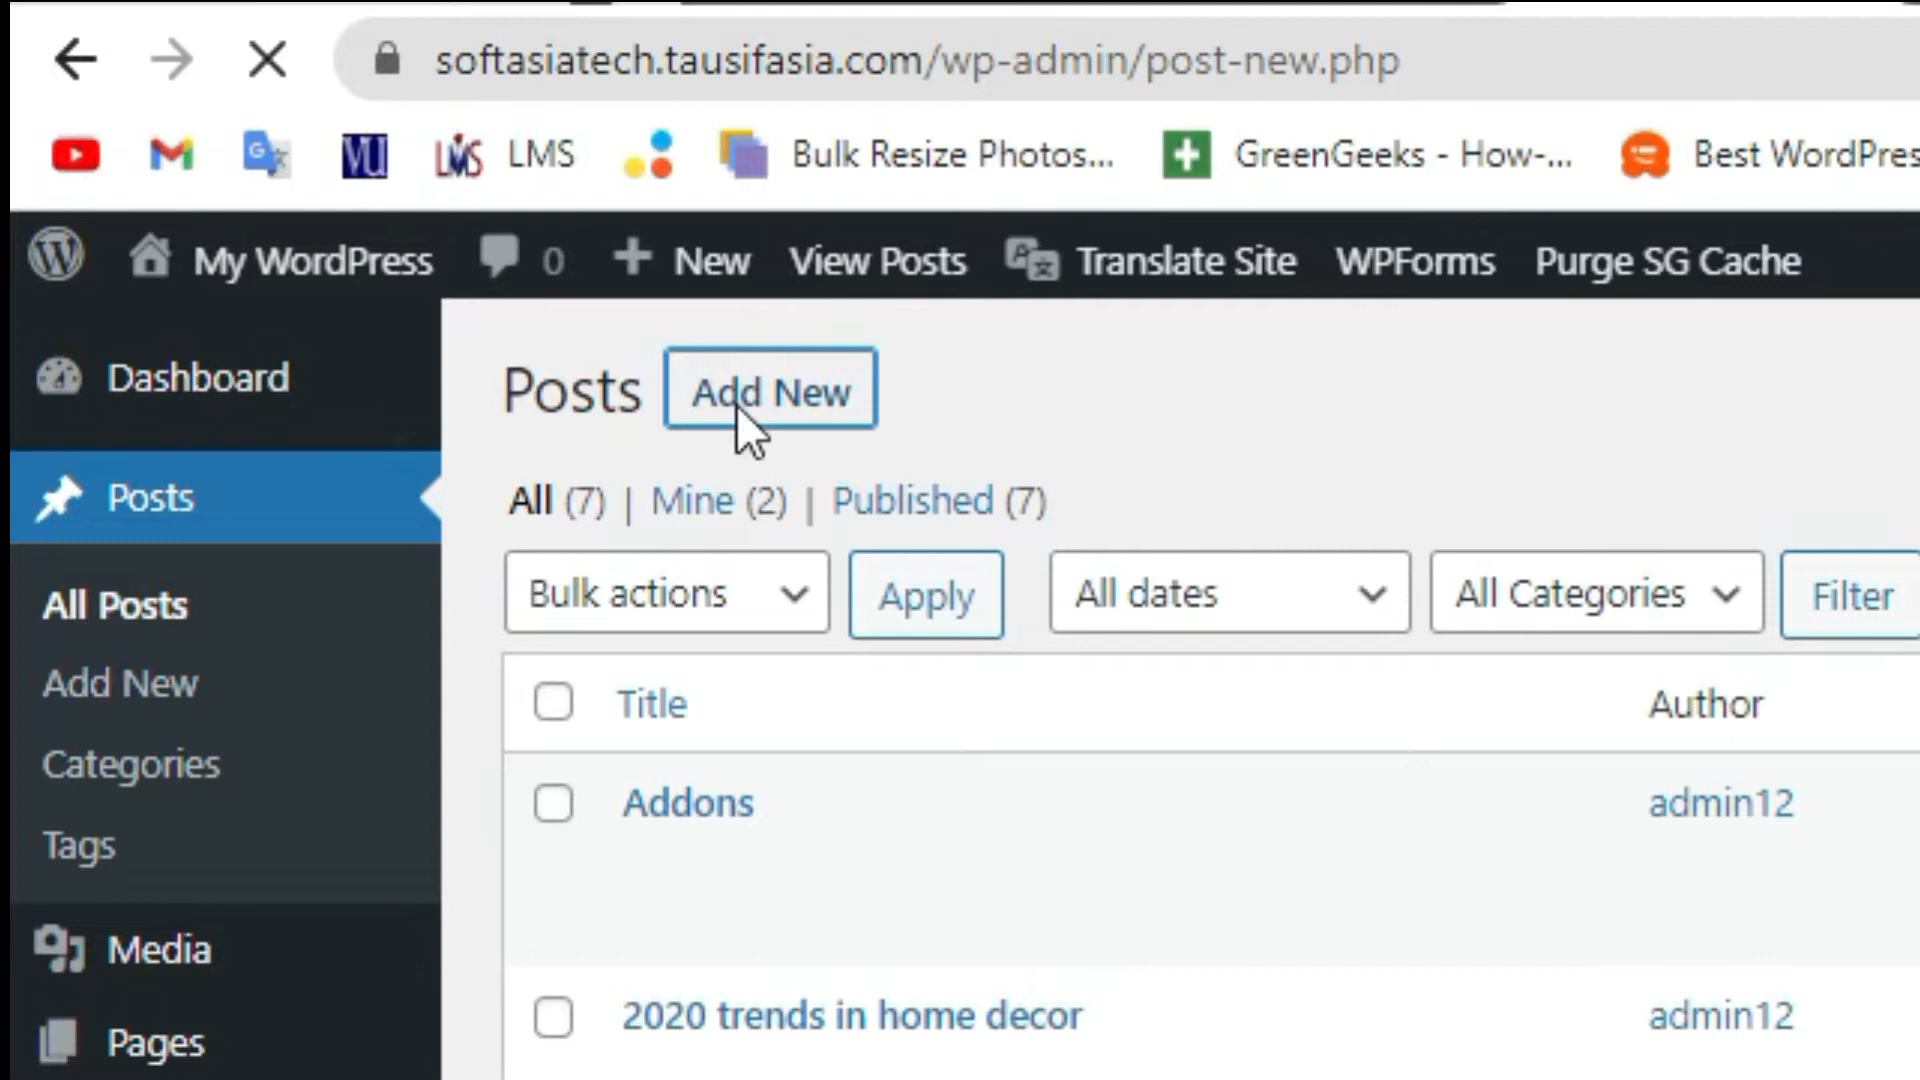 softasiatech.tausifasia.com/wp-admin/post-new.php
VU LMS LMS Bulk Resize Photos... GreenGeeks - How-... Best WordPres
My WordPress 0 New View Posts Translate Site WPForms Purge SG Cache
Dashboard
Posts
All Posts
Add New
Categories
Tags
Media
Pages
Posts Add New
All (7) | Mine (2) | Published (7)
Bulk actions Apply All dates All Categories Filter
Title Author
Addons admin12
2020 trends in home decor admin12